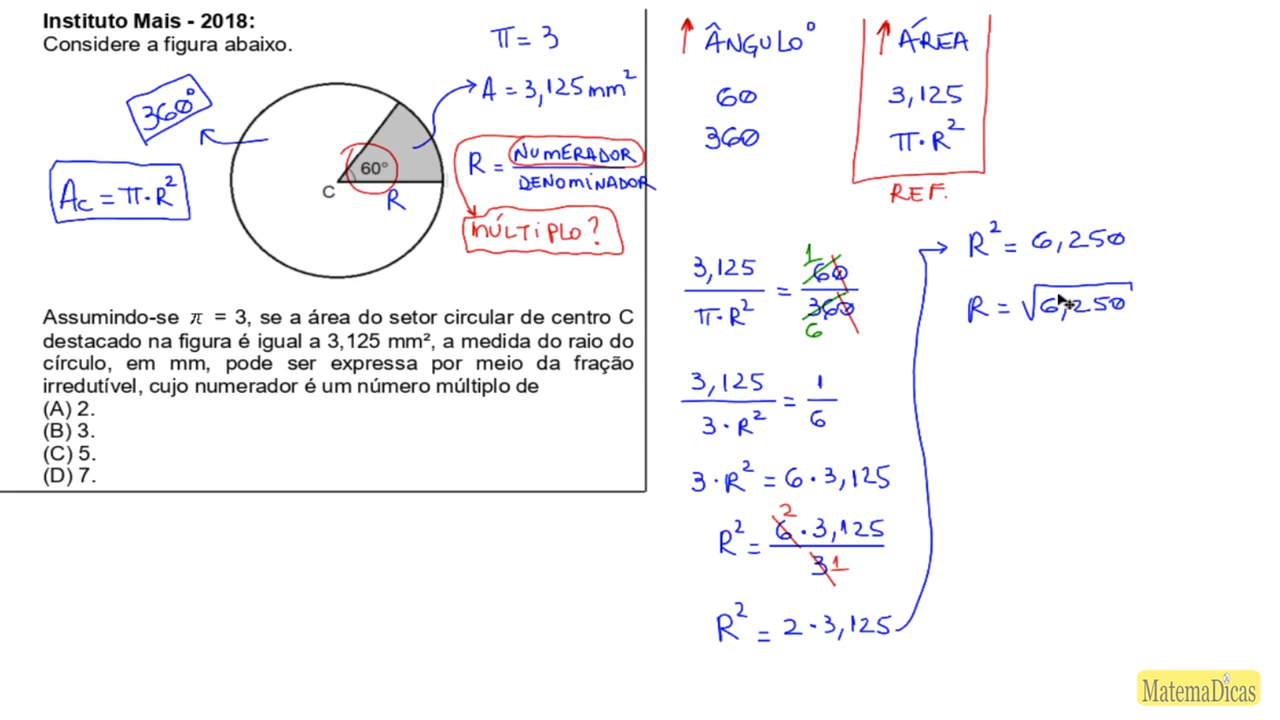 Instituto Mais - 2018:
Considere a figura abaixo.
π = 3
A = 3,125 mm²
360°
60°
C
R
A_C = π · R²
R = NUMERADOR / DENOMINADOR
MÚLTIPLO?
Assumindo-se π = 3, se a área do setor circular de centro C
destacado na figura é igual a 3,125 mm², a medida do raio do
círculo, em mm, pode ser expressa por meio da fração
irredutível, cujo numerador é um número múltiplo de
(A) 2.
(B) 3.
(C) 5.
(D) 7.
↑ ÂNGULO° ↑ ÁREA
60 3,125
360 π · R²
REF.
3,125 / π · R² = 60 / 360
1
6
3,125 / 3 · R² = 1 / 6
3 · R² = 6 · 3,125
R² = 6 · 3,125 / 3
2
1
R² = 2 · 3,125
→ R² = 6,250
R = √6,250
MatemaDicas